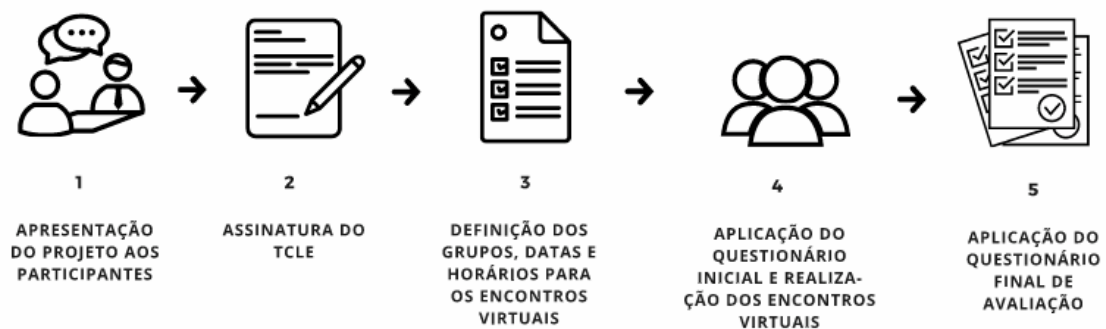 1
APRESENTAÇÃO
DO PROJETO AOS
PARTICIPANTES
2
ASSINATURA DO
TCLE
3
DEFINIÇÃO DOS
GRUPOS, DATAS E
HORÁRIOS PARA
OS ENCONTROS
VIRTUAIS
4
APLICAÇÃO DO
QUESTIONÁRIO
INICIAL E REALIZA-
ÇÃO DOS ENCONTROS
VIRTUAIS
5
APLICAÇÃO DO
QUESTIONÁRIO
FINAL DE
AVALIAÇÃO